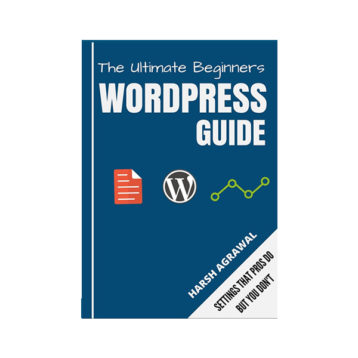 The Ultimate Beginners
WORDPRESS
GUIDE
W
HARSH AGRAWAL
SETTINGS THAT PROS DO
BUT YOU DON'T